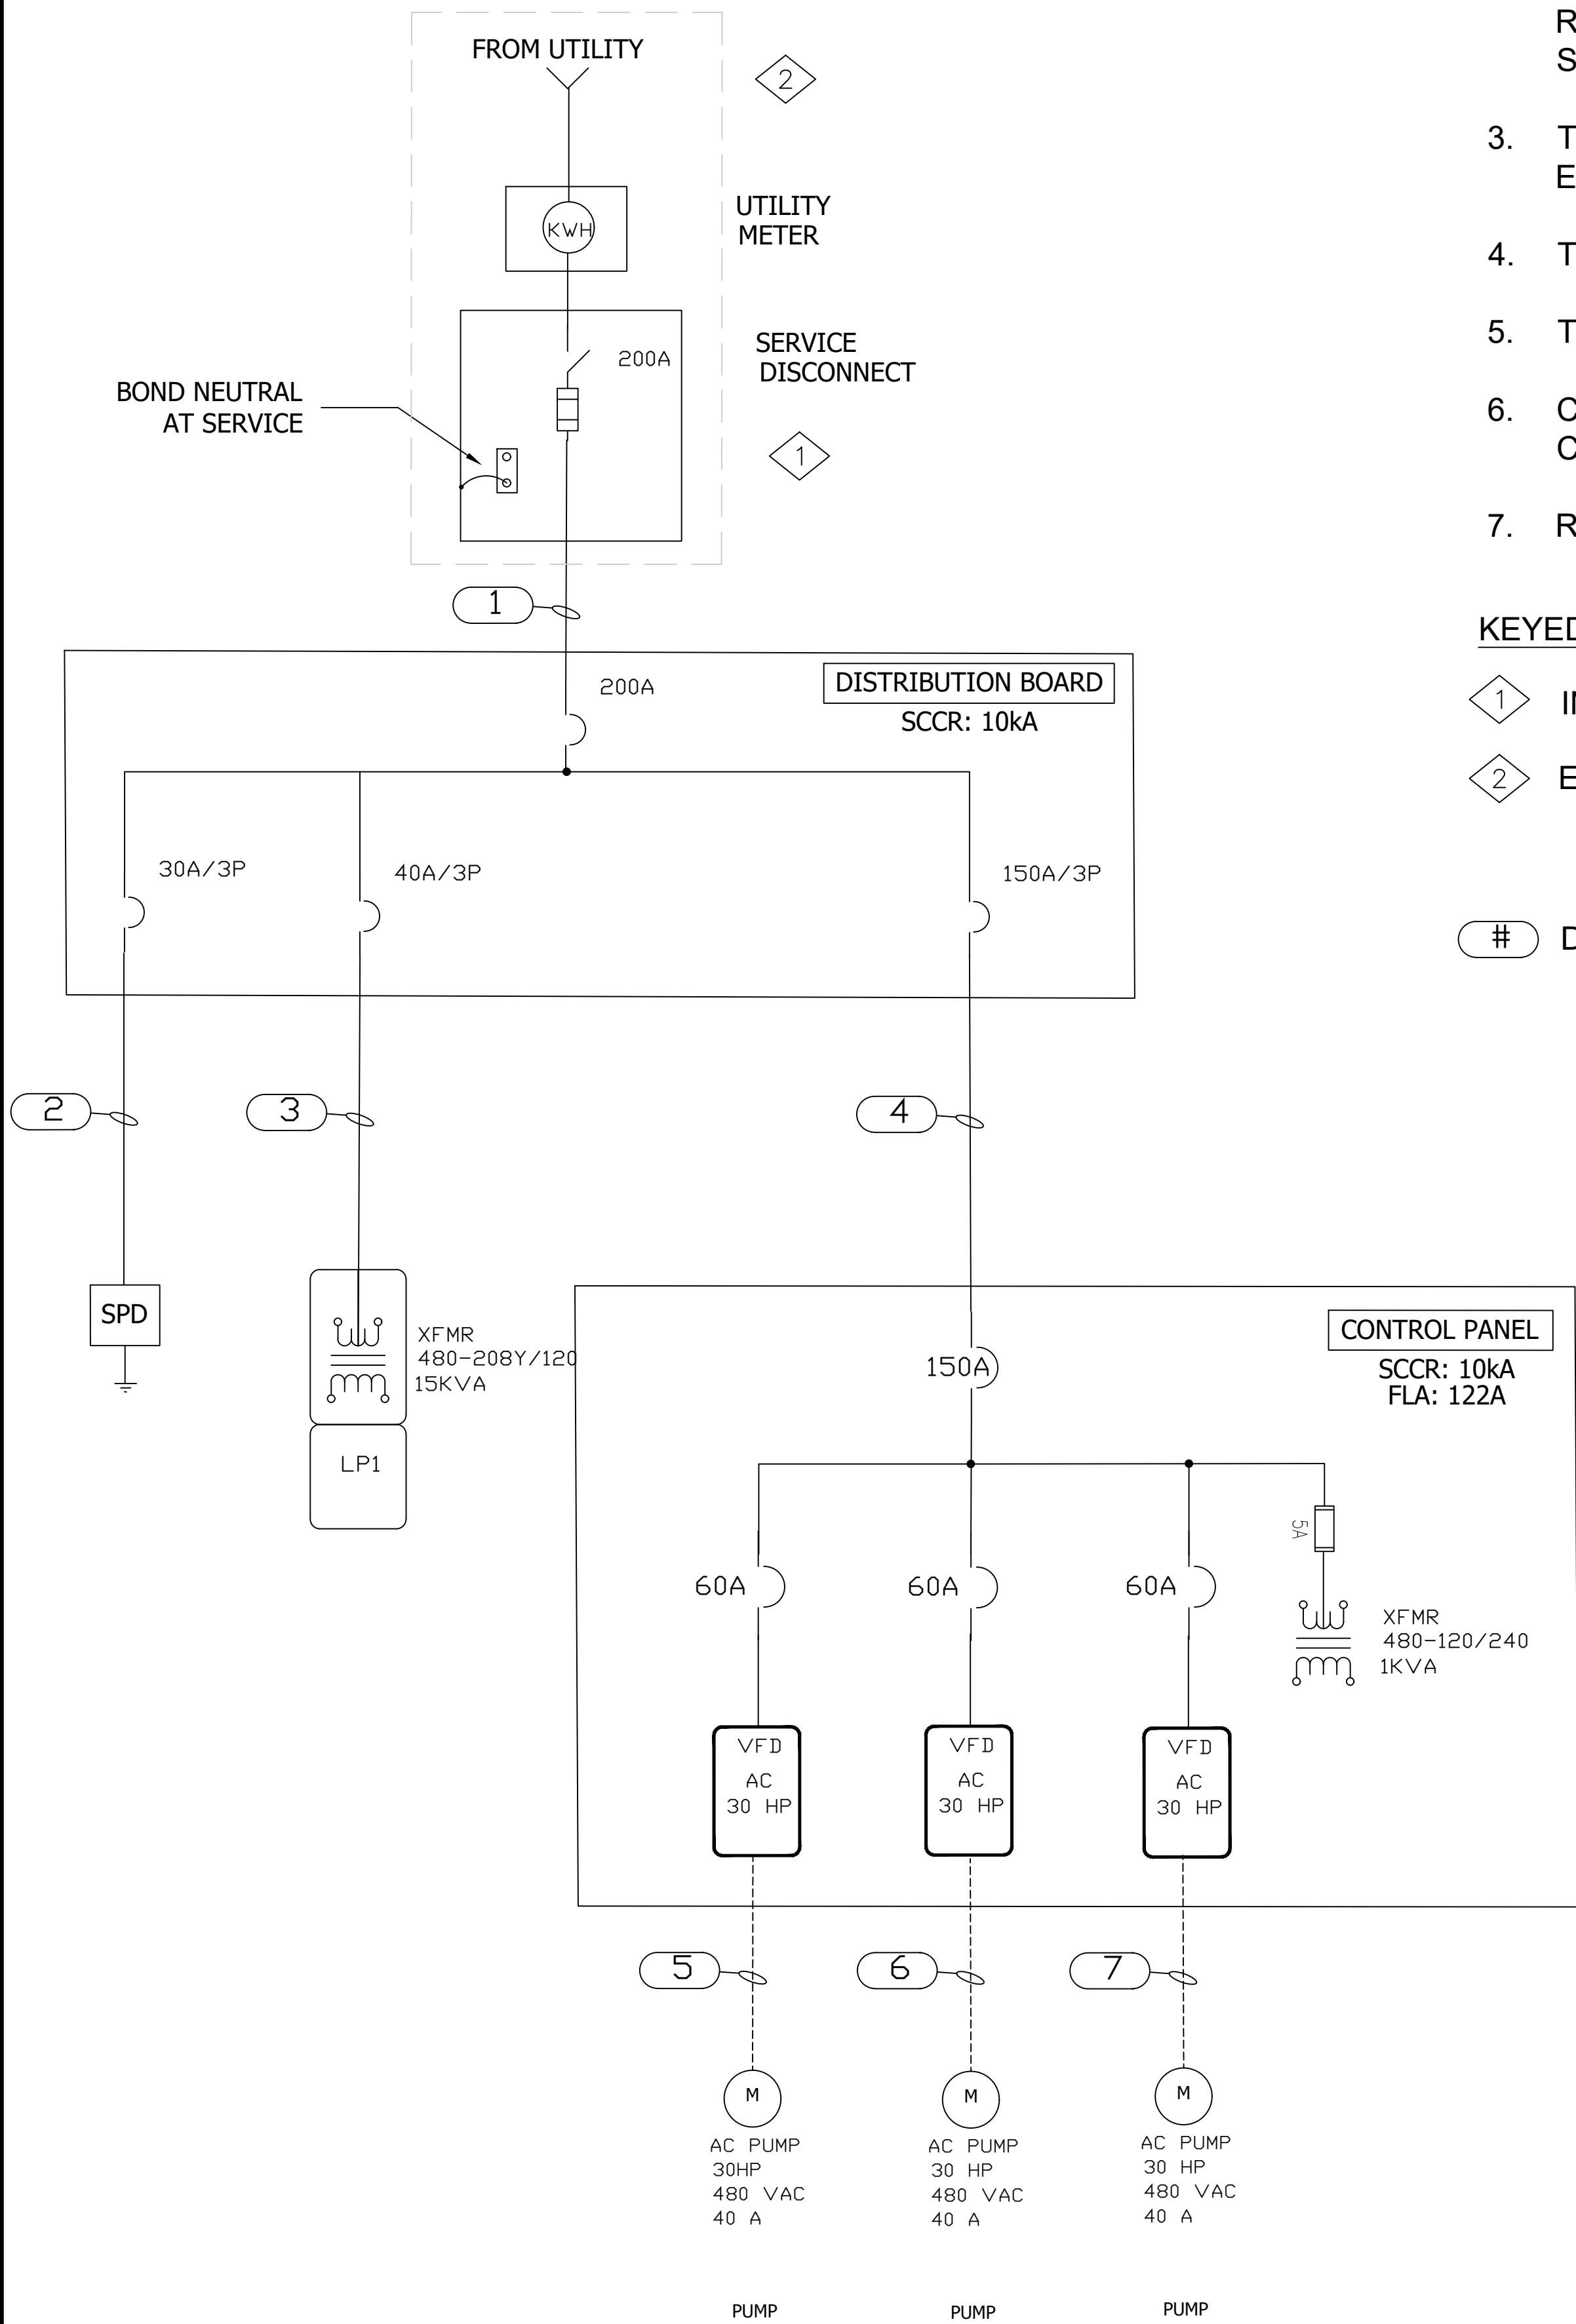 FROM UTILITY
2
KWH
UTILITY
METER
200A
SERVICE
DISCONNECT
BOND NEUTRAL
AT SERVICE
1
1
200A
DISTRIBUTION BOARD
SCCR: 10kA
30A/3P
40A/3P
150A/3P
2
3
4
SPD
XFMR
480-208Y/120
15KVA
LP1
CONTROL PANEL
SCCR: 10kA
FLA: 122A
150A
5A
60A
60A
60A
XFMR
480-120/240
1KVA
VFD
AC
30 HP
VFD
AC
30 HP
VFD
AC
30 HP
5
6
7
M
AC PUMP
30HP
480 VAC
40 A
M
AC PUMP
30 HP
480 VAC
40 A
M
AC PUMP
30 HP
480 VAC
40 A
PUMP
PUMP
PUMP
R
S
3. T
E
4. T
5. T
6. C
C
7. R
KEYED
1
2 E
# D